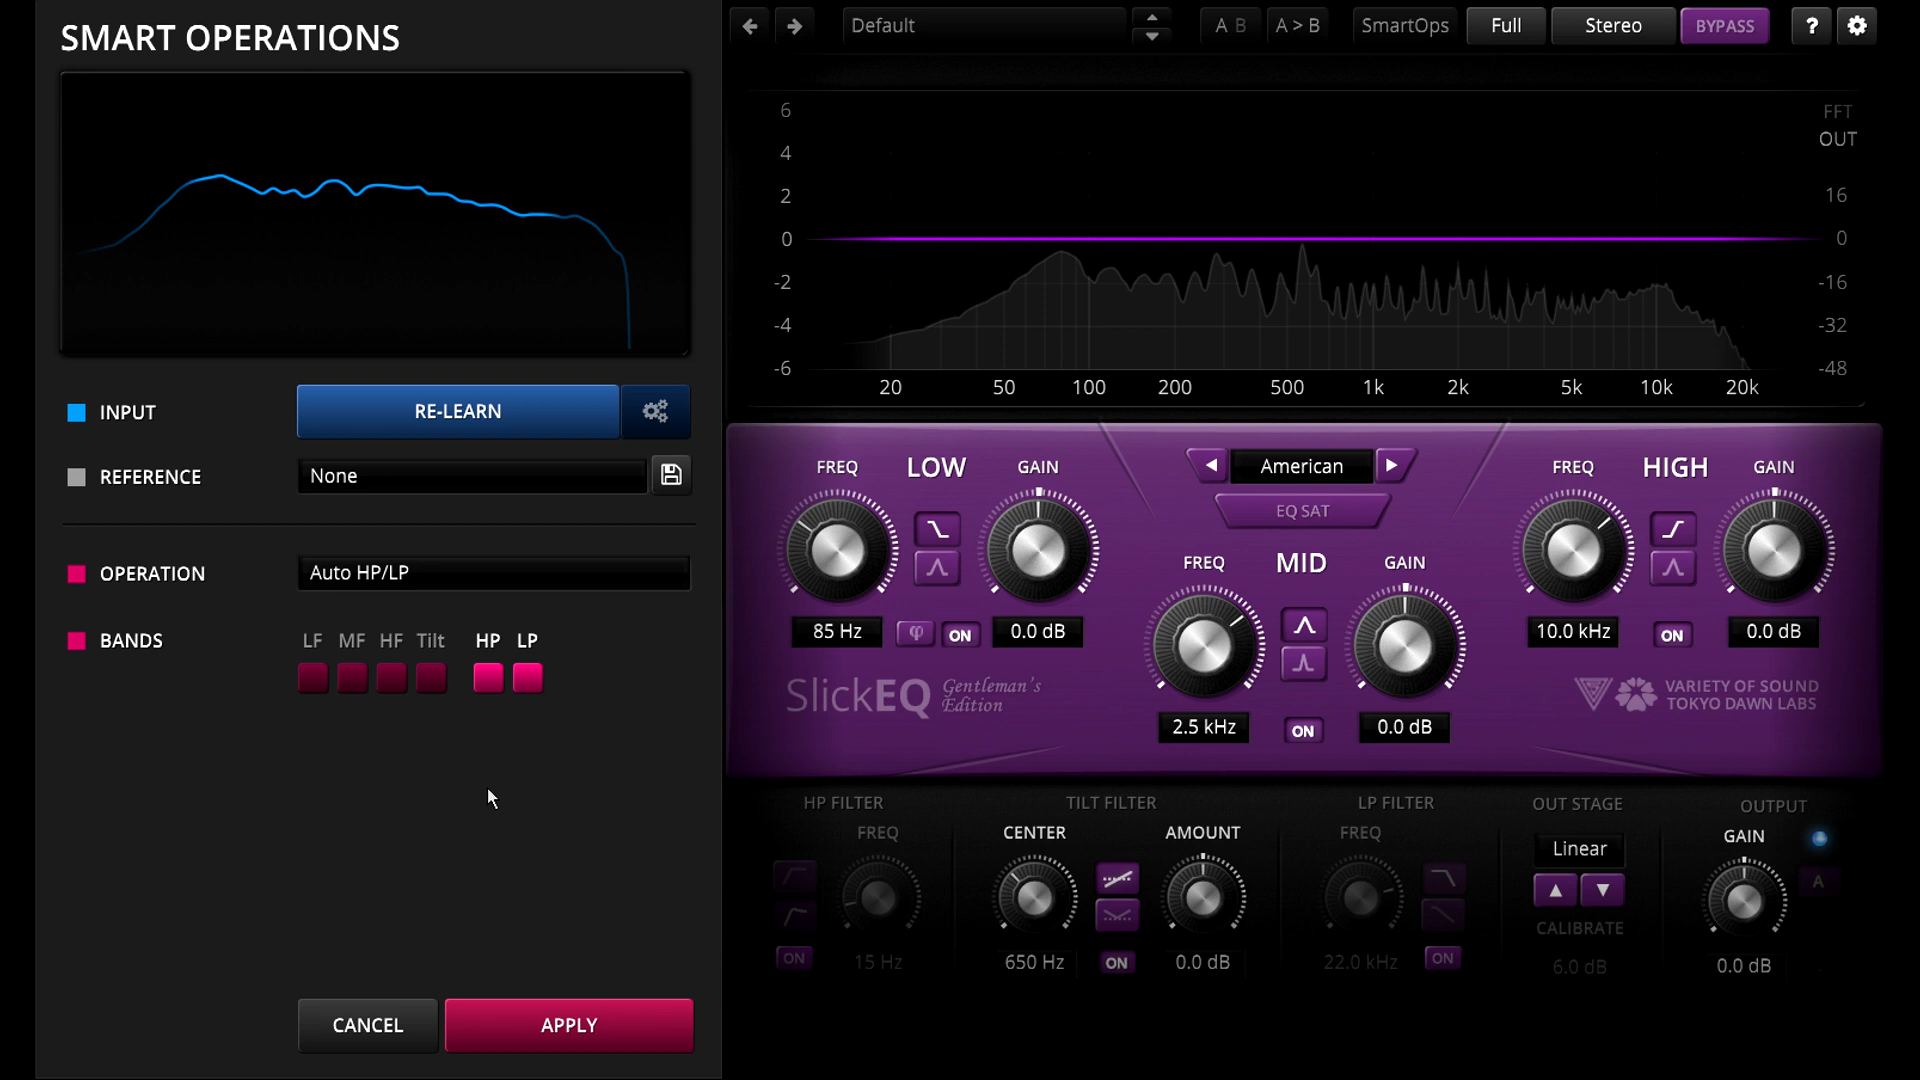 SMART OPERATIONS
Default
A B
A > B
SmartOps
Full
Stereo
BYPASS
?
6
4
2
0
-2
-4
-6
FFT
OUT
16
0
-16
-32
-48
20 50 100 200 500 1k 2k 5k 10k 20k
INPUT
RE-LEARN
REFERENCE
None
OPERATION
Auto HP/LP
BANDS
LF MF HF Tilt HP LP
CANCEL
APPLY
FREQ LOW GAIN
85 Hz
φ
ON
0.0 dB
American
EQ SAT
FREQ MID GAIN
2.5 kHz
ON
0.0 dB
FREQ HIGH GAIN
10.0 kHz
ON
0.0 dB
SlickEQ Gentleman's
Edition
VARIETY OF SOUND
TOKYO DAWN LABS
HP FILTER
FREQ
ON
15 Hz
TILT FILTER
CENTER
AMOUNT
650 Hz
ON
0.0 dB
LP FILTER
FREQ
22.0 kHz
ON
OUT STAGE
Linear
CALIBRATE
6.0 dB
OUTPUT
GAIN
A
0.0 dB